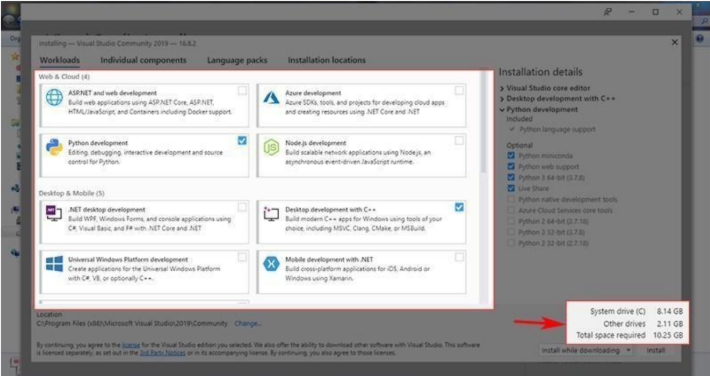 Installing — Visual Studio Community 2019 — 16.8.2
Workloads
Individual components
Language packs
Installation locations
Web & Cloud (4)
ASP.NET and web development
Build web applications using ASP.NET Core, ASP.NET,
HTML/JavaScript, and Containers including Docker support.
Azure development
Azure SDKs, tools, and projects for developing cloud apps
and creating resources using .NET Core and .NET
Python development
Editing, debugging, interactive development and source
control for Python.
Node.js development
Build scalable network applications using Node.js, an
asynchronous event-driven JavaScript runtime.
Desktop & Mobile (5)
.NET desktop development
Build WPF, Windows Forms, and console applications using
C#, Visual Basic, and F# with .NET Core and .NET
Desktop development with C++
Build modern C++ apps for Windows using tools of your
choice, including MSVC, Clang, CMake, or MSBuild.
Universal Windows Platform development
Create applications for the Universal Windows Platform
with C#, VB, or optionally C++.
Mobile development with .NET
Build cross-platform applications for iOS, Android or
Windows using Xamarin.
Location
C:\Program Files (x86)\Microsoft Visual Studio\2019\Community Change...
By continuing, you agree to the license for the Visual Studio edition you selected. We also offer the ability to download other software with Visual Studio. This software
is licensed separately, as set out in the 3rd Party Notices or in its accompanying license. By continuing, you also agree to those licenses.
Installation details
Visual Studio core editor
Desktop development with C++
Python development
Included
Python language support
Optional
Python miniconda
Python web support
Python 3 64-bit (3.7.8)
Live Share
Python native development tools
Azure Cloud Services core tools
Python 2 64-bit (2.7.18)
Python 3 32-bit (3.7.8)
Python 2 32-bit (2.7.18)
System drive (C) 8.14 GB
Other drives 2.11 GB
Total space required 10.25 GB
Install while downloading
Install
Org